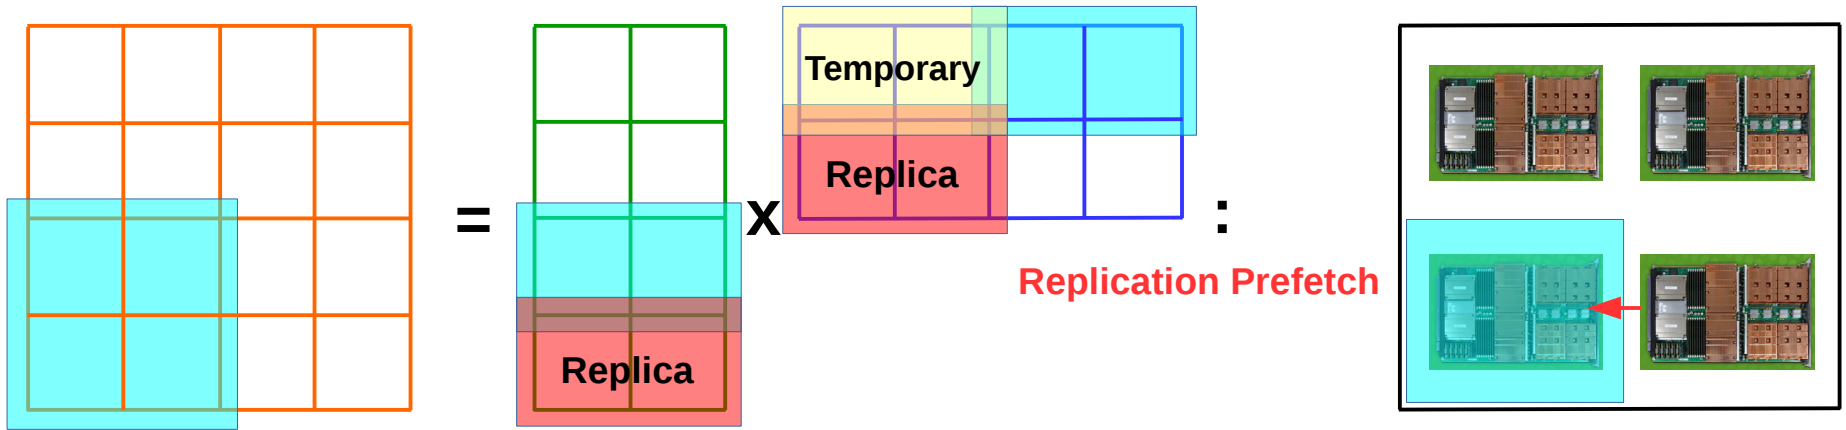 Temporary
Replica
= x :
Replication Prefetch
Replica